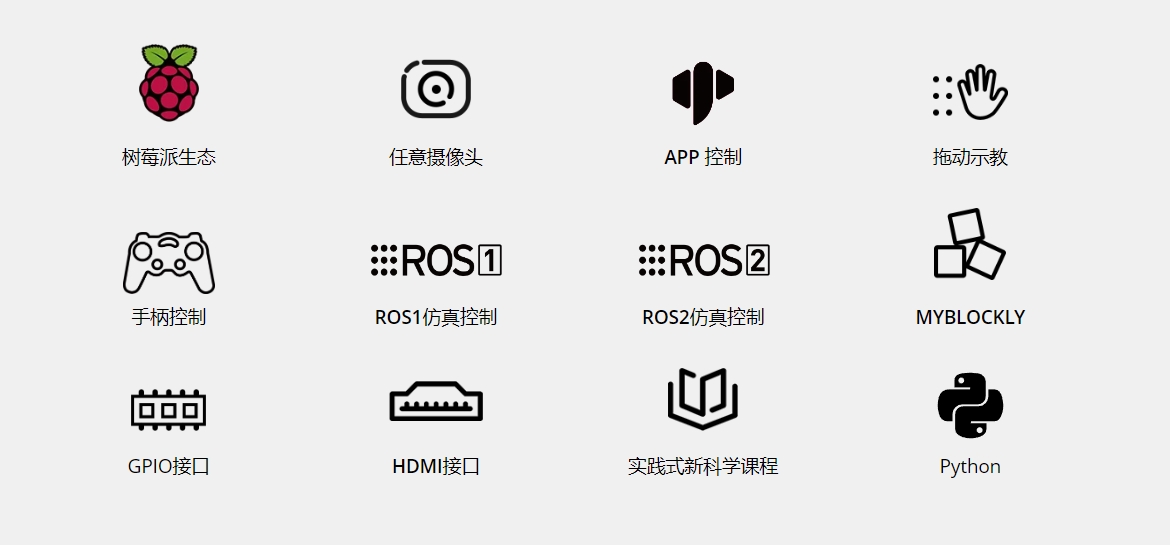 树莓派生态
任意摄像头
APP 控制
拖动示教
ROS 1
ROS 2
手柄控制
ROS1仿真控制
ROS2仿真控制
MYBLOCKLY
GPIO接口
HDMI接口
实践式新科学课程
Python